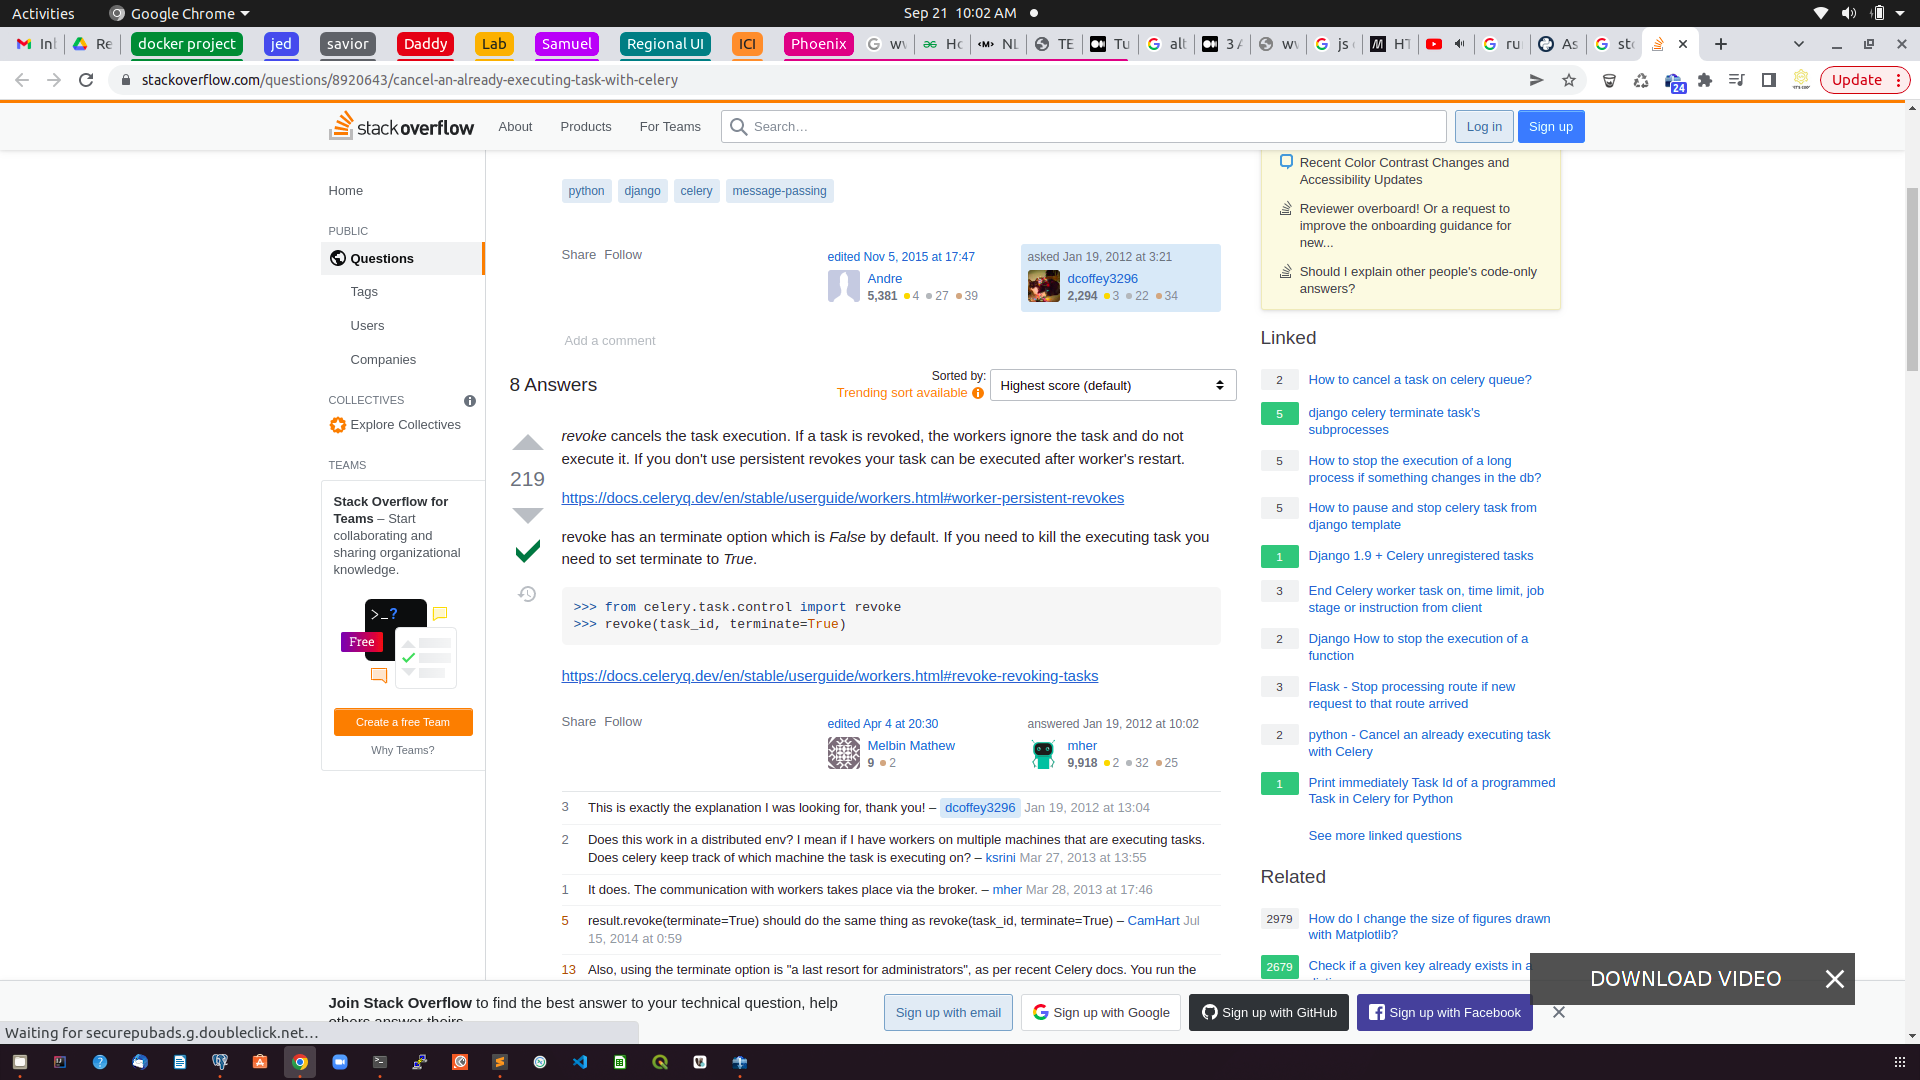 Activities
Google Chrome
Sep 21 10:02 AM
docker project
jed
savior
Daddy
Lab
Samuel
Regional UI
ICI
Phoenix
stackoverflow.com/questions/8920643/cancel-an-already-executing-task-with-celery
24
Update
stackoverflow
About
Products
For Teams
Search…
Log in
Sign up
Home
PUBLIC
Questions
Tags
Users
Companies
COLLECTIVES
Explore Collectives
TEAMS
Stack Overflow for
Teams – Start
collaborating and
sharing organizational
knowledge.
>_?
Free
Create a free Team
Why Teams?
python
django
celery
message-passing
Share Follow
edited Nov 5, 2015 at 17:47
Andre
5,381 4 27 39
asked Jan 19, 2012 at 3:21
dcoffey3296
2,294 3 22 34
Add a comment
8 Answers
Sorted by:
Trending sort available
Highest score (default)
219
revoke cancels the task execution. If a task is revoked, the workers ignore the task and do not
execute it. If you don't use persistent revokes your task can be executed after worker's restart.
https://docs.celeryq.dev/en/stable/userguide/workers.html#worker-persistent-revokes
revoke has an terminate option which is False by default. If you need to kill the executing task you
need to set terminate to True.
>>> from celery.task.control import revoke
>>> revoke(task_id, terminate=True)
https://docs.celeryq.dev/en/stable/userguide/workers.html#revoke-revoking-tasks
Share Follow
edited Apr 4 at 20:30
Melbin Mathew
9 2
answered Jan 19, 2012 at 10:02
mher
9,918 2 32 25
3 This is exactly the explanation I was looking for, thank you! – dcoffey3296 Jan 19, 2012 at 13:04
2 Does this work in a distributed env? I mean if I have workers on multiple machines that are executing tasks.
Does celery keep track of which machine the task is executing on? – ksrini Mar 27, 2013 at 13:55
1 It does. The communication with workers takes place via the broker. – mher Mar 28, 2013 at 17:46
5 result.revoke(terminate=True) should do the same thing as revoke(task_id, terminate=True) – CamHart Jul
15, 2014 at 0:59
13 Also, using the terminate option is "a last resort for administrators", as per recent Celery docs. You run the
Recent Color Contrast Changes and
Accessibility Updates
Reviewer overboard! Or a request to
improve the onboarding guidance for
new...
Should I explain other people's code-only
answers?
Linked
2 How to cancel a task on celery queue?
5 django celery terminate task's
subprocesses
5 How to stop the execution of a long
process if something changes in the db?
5 How to pause and stop celery task from
django template
1 Django 1.9 + Celery unregistered tasks
3 End Celery worker task on, time limit, job
stage or instruction from client
2 Django How to stop the execution of a
function
3 Flask - Stop processing route if new
request to that route arrived
2 python - Cancel an already executing task
with Celery
1 Print immediately Task Id of a programmed
Task in Celery for Python
See more linked questions
Related
2979 How do I change the size of figures drawn
with Matplotlib?
2679 Check if a given key already exists in a
DOWNLOAD VIDEO
Join Stack Overflow to find the best answer to your technical question, help
Sign up with email
Sign up with Google
Sign up with GitHub
Sign up with Facebook
Waiting for securepubads.g.doubleclick.net…